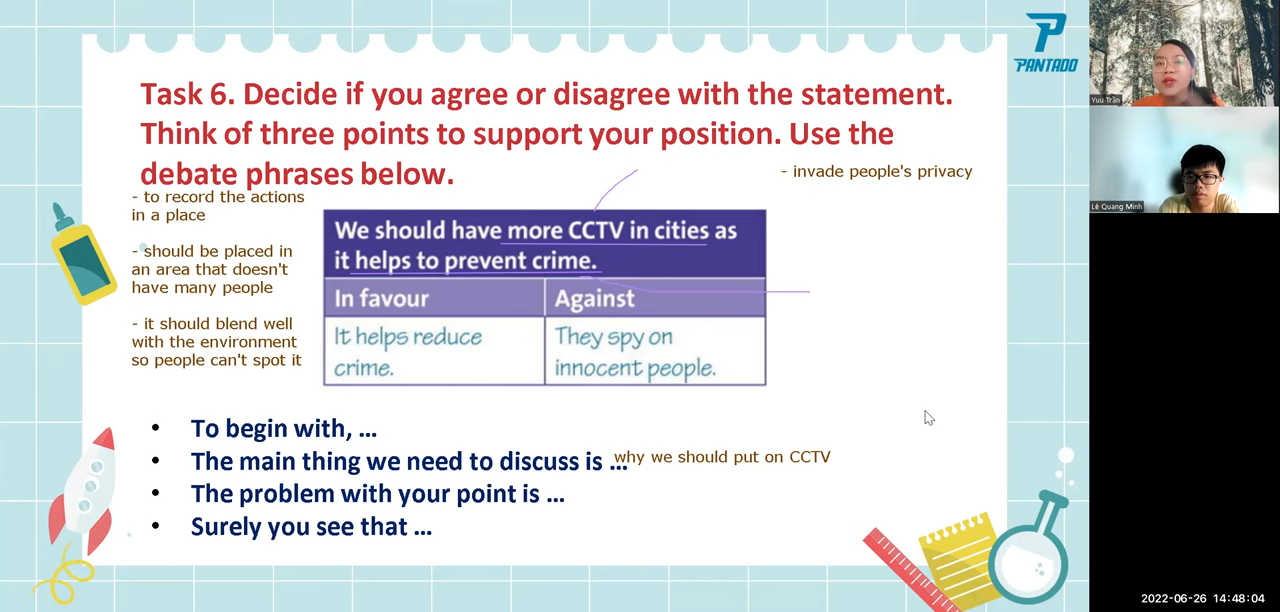 PANTADO
Task 6. Decide if you agree or disagree with the statement.
Think of three points to support your position. Use the
debate phrases below.
- invade people's privacy
- to record the actions
in a place
- should be placed in
an area that doesn't
have many people
- it should blend well
with the environment
so people can't spot it
We should have more CCTV in cities as
it helps to prevent crime.
In favour
Against
It helps reduce
crime.
They spy on
innocent people.
• To begin with, ...
• The main thing we need to discuss is ... why we should put on CCTV
• The problem with your point is ...
• Surely you see that ...
Yuu Trần
Lê Quang Minh
2022-06-26 14:48:04